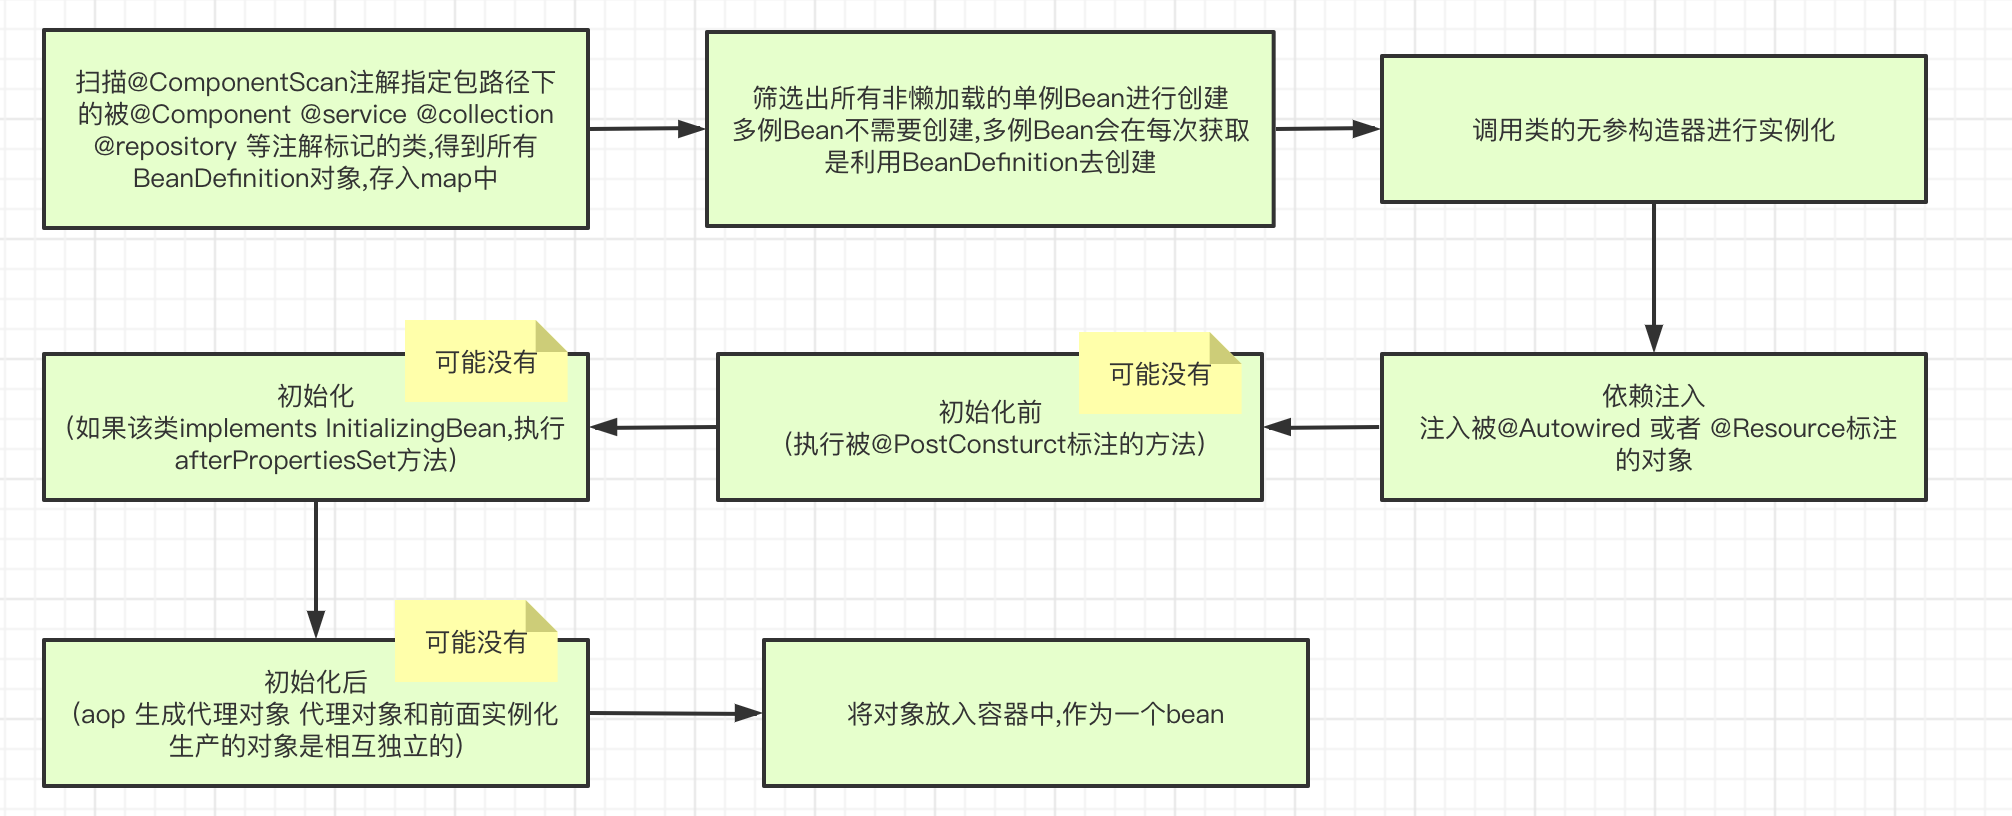 扫描@ComponentScan注解指定包路径下
的被@Component @service @collection
@repository 等注解标记的类,得到所有
BeanDefinition对象,存入map中
筛选出所有非懒加载的单例Bean进行创建
多例Bean不需要创建,多例Bean会在每次获取
是利用BeanDefinition去创建
调用类的无参构造器进行实例化
依赖注入
注入被@Autowired 或者 @Resource标注
的对象
可能没有
初始化前
(执行被@PostConsturct标注的方法)
可能没有
初始化
(如果该类implements InitializingBean,执行
afterPropertiesSet方法)
可能没有
初始化后
(aop 生成代理对象 代理对象和前面实例化
生产的对象是相互独立的)
将对象放入容器中,作为一个bean